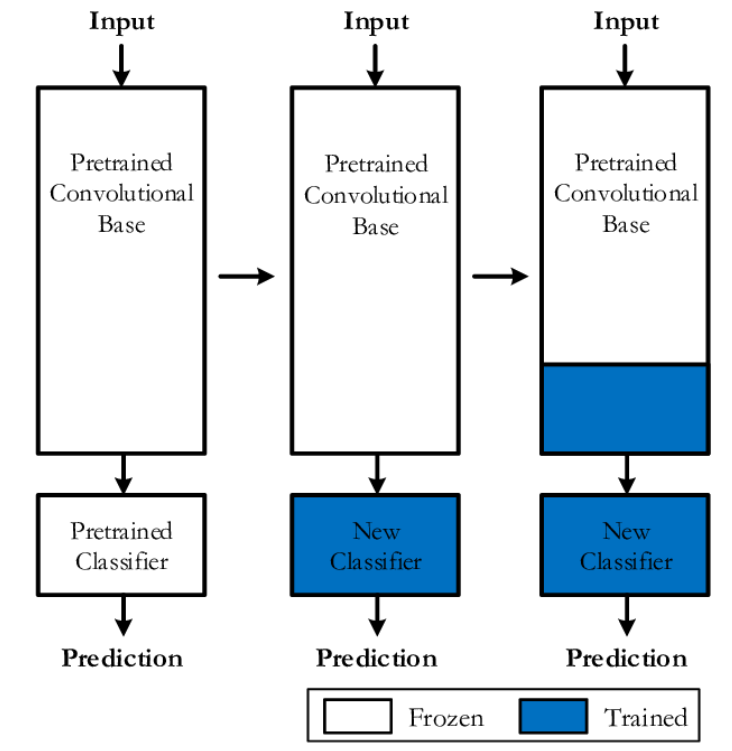 Input
Input
Input
Pretrained
Convolutional
Base
Pretrained
Convolutional
Base
Pretrained
Convolutional
Base
Pretrained
Classifier
New
Classifier
New
Classifier
Prediction
Prediction
Prediction
Frozen
Trained